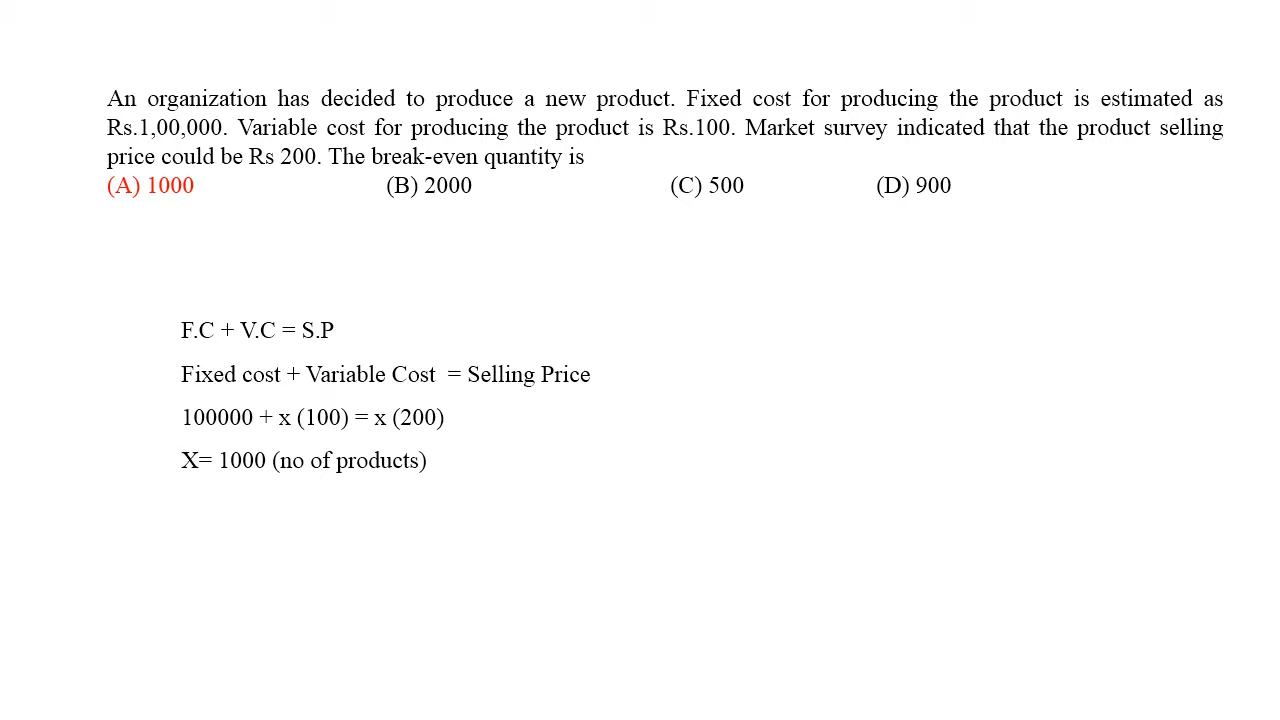 An organization has decided to produce a new product. Fixed cost for producing the product is estimated as
Rs.1,00,000. Variable cost for producing the product is Rs.100. Market survey indicated that the product selling
price could be Rs 200. The break-even quantity is
(A) 1000 (B) 2000 (C) 500 (D) 900
F.C + V.C = S.P
Fixed cost + Variable Cost = Selling Price
100000 + x (100) = x (200)
X= 1000 (no of products)